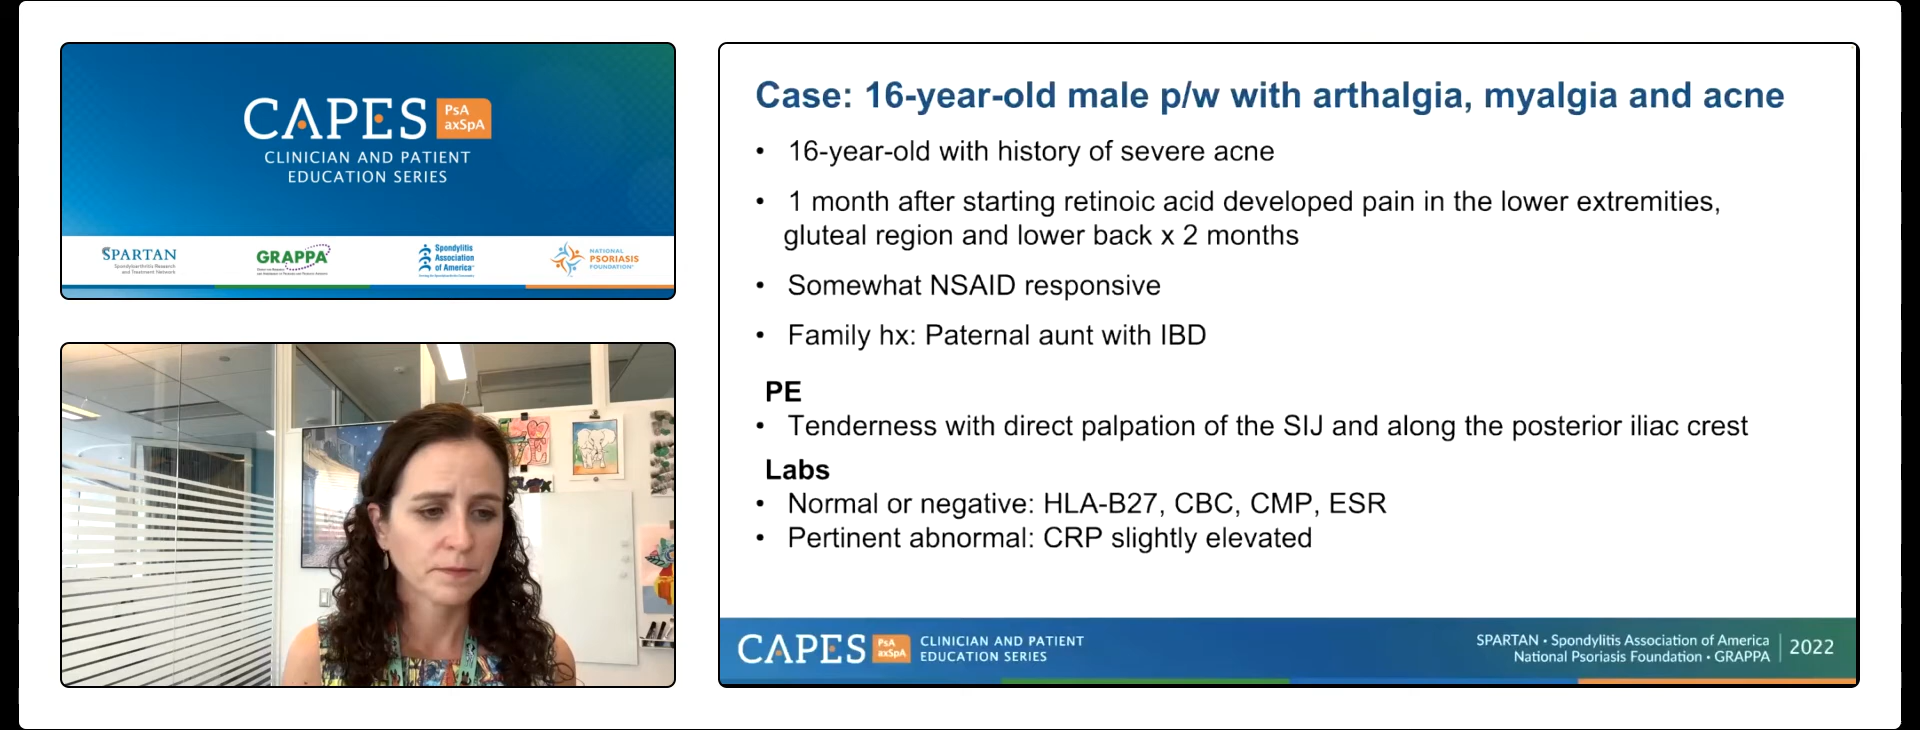 CAPES
PsA
axSpA
CLINICIAN AND PATIENT
EDUCATION SERIES
SPARTAN
Spondyloarthritis Research
and Treatment Network
GRAPPA
Spondylitis
Association
of America
NATIONAL
PSORIASIS
FOUNDATION
Case: 16-year-old male p/w with arthalgia, myalgia and acne
• 16-year-old with history of severe acne
• 1 month after starting retinoic acid developed pain in the lower extremities,
gluteal region and lower back x 2 months
• Somewhat NSAID responsive
• Family hx: Paternal aunt with IBD
PE
• Tenderness with direct palpation of the SIJ and along the posterior iliac crest
Labs
• Normal or negative: HLA-B27, CBC, CMP, ESR
• Pertinent abnormal: CRP slightly elevated
CAPES
PsA
axSpA
CLINICIAN AND PATIENT
EDUCATION SERIES
SPARTAN • Spondylitis Association of America
National Psoriasis Foundation • GRAPPA
2022